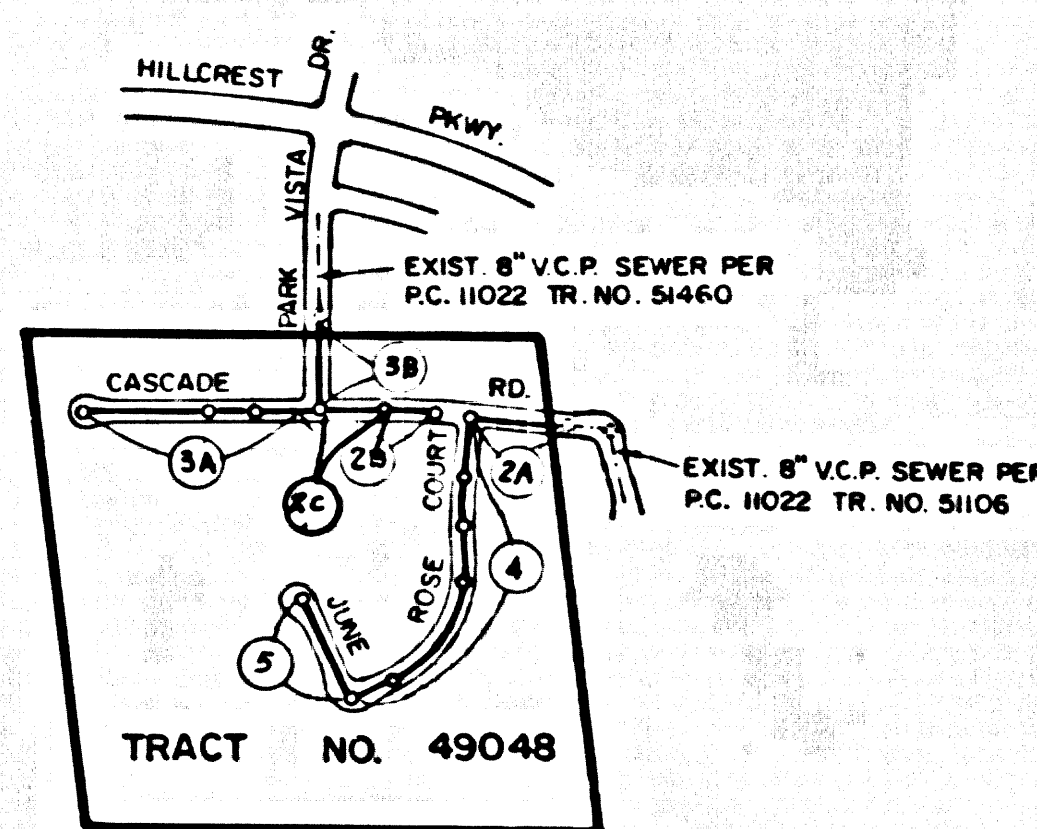 HILLCREST
DR.
PKWY.
PARK VISTA
EXIST. 8" V.C.P. SEWER PER
P.C. 11022 TR. NO. 51460
3B
CASCADE
RD.
3A
2B
COURT
2A
EXIST. 8" V.C.P. SEWER PER
P.C. 11022 TR. NO. 51106
4
ROSE
JUNE
5
TRACT NO. 49048